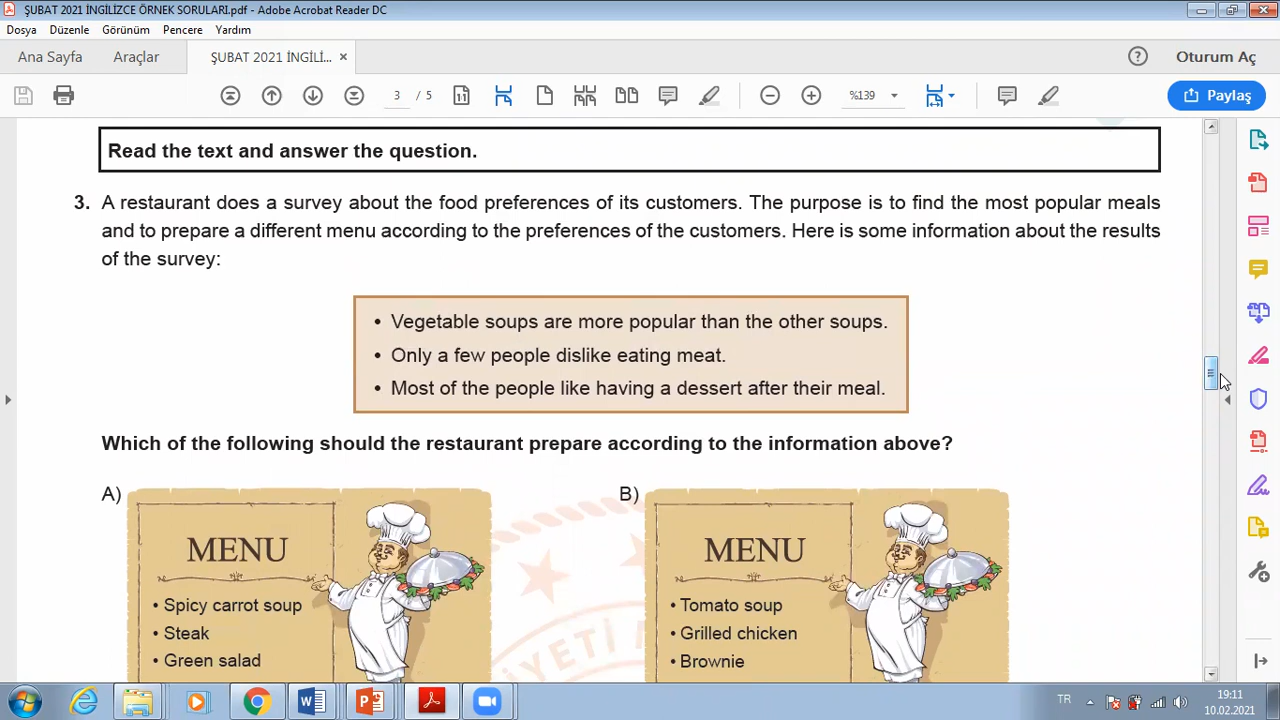 ŞUBAT 2021 İNGİLİZCE ÖRNEK SORULARI.pdf - Adobe Acrobat Reader DC
Dosya Düzenle Görünüm Pencere Yardım
Ana Sayfa Araçlar ŞUBAT 2021 İNGİLİ... Oturum Aç
3 / 5 %139 Paylaş
Read the text and answer the question.
3. A restaurant does a survey about the food preferences of its customers. The purpose is to find the most popular meals
and to prepare a different menu according to the preferences of the customers. Here is some information about the results
of the survey:
• Vegetable soups are more popular than the other soups.
• Only a few people dislike eating meat.
• Most of the people like having a dessert after their meal.
Which of the following should the restaurant prepare according to the information above?
A)
MENU
• Spicy carrot soup
• Steak
• Green salad
B)
MENU
• Tomato soup
• Grilled chicken
• Brownie
TR 19:11
10.02.2021